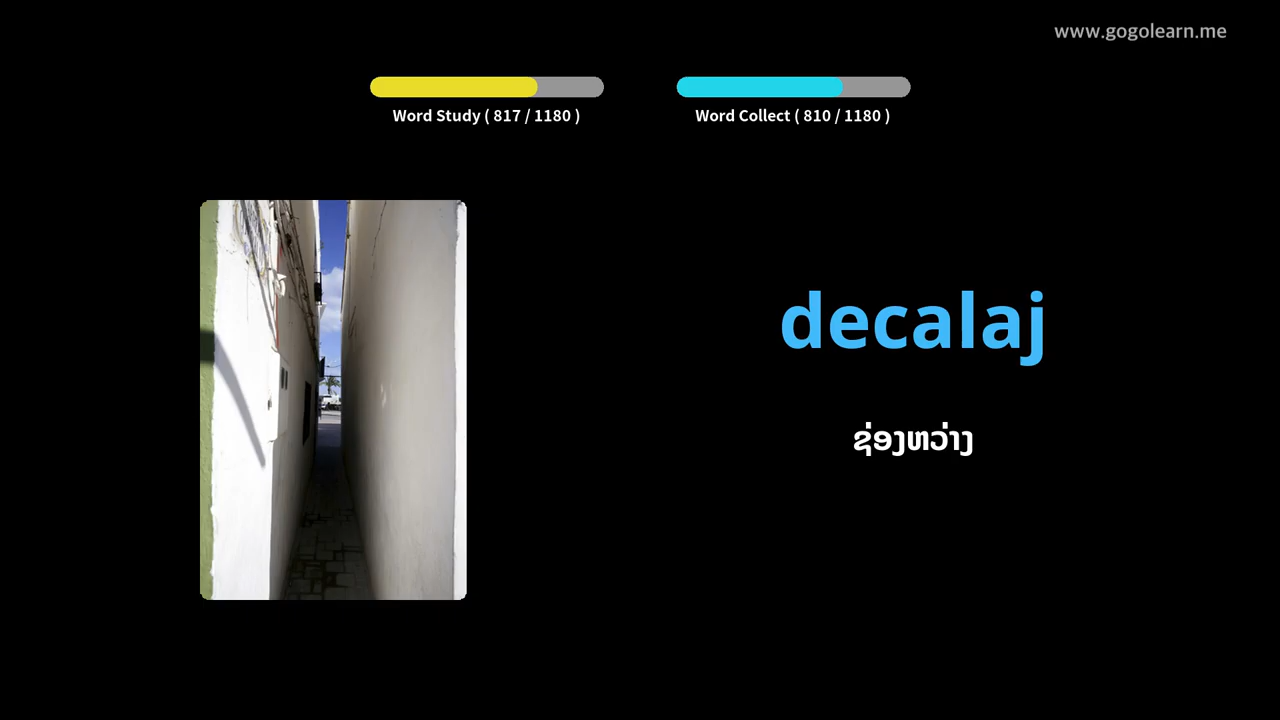 www.gogolearn.me
Word Study ( 817 / 1180 )
Word Collect ( 810 / 1180 )
decalaj
ຊ່ອງຫວ່າງ